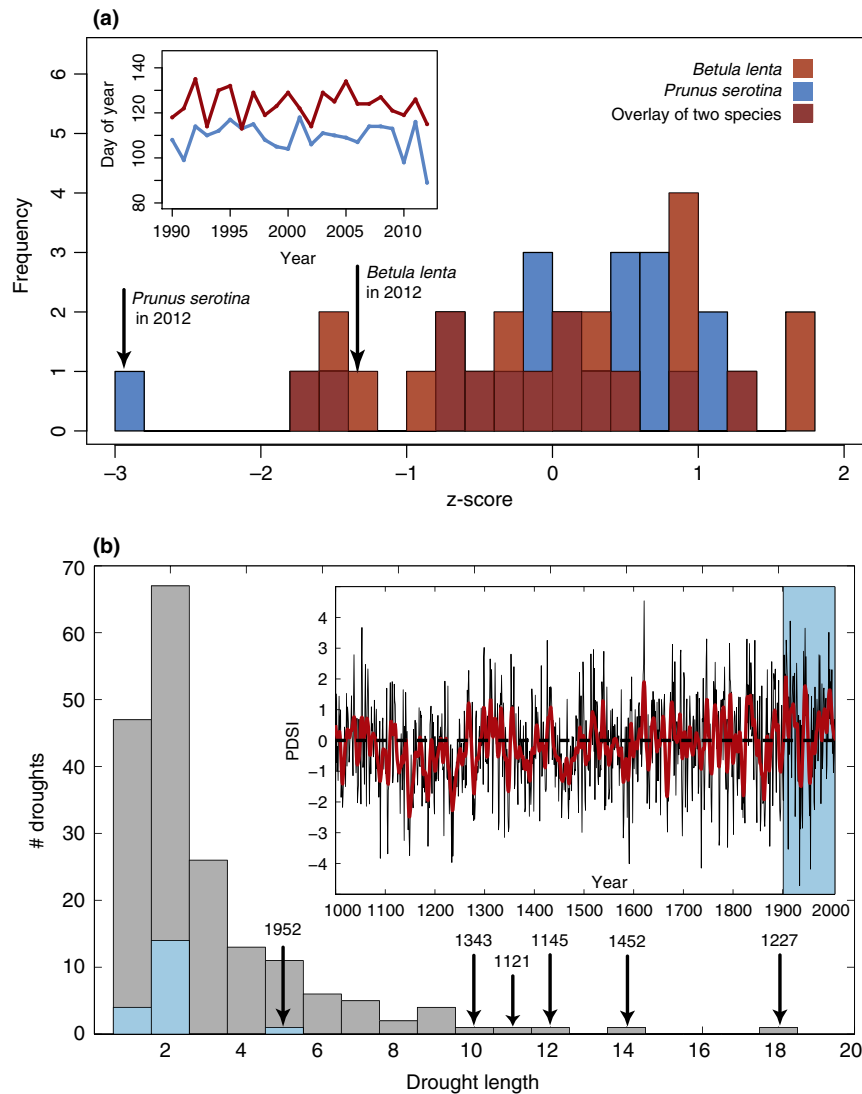 (a)
Betula lenta
Prunus serotina
Overlay of two species
Day of year
140
120
100
80
1990 1995 2000 2005 2010
Year
Frequency
6
5
4
3
2
1
0
Prunus serotina
in 2012
Betula lenta
in 2012
−3 −2 −1 0 1 2
z-score
(b)
# droughts
70
60
50
40
30
20
10
0
PDSI
4
3
2
1
0
−1
−2
−3
−4
Year
1000 1100 1200 1300 1400 1500 1600 1700 1800 1900 2000
1952
1343
1121
1145
1452
1227
2 4 6 8 10 12 14 16 18 20
Drought length